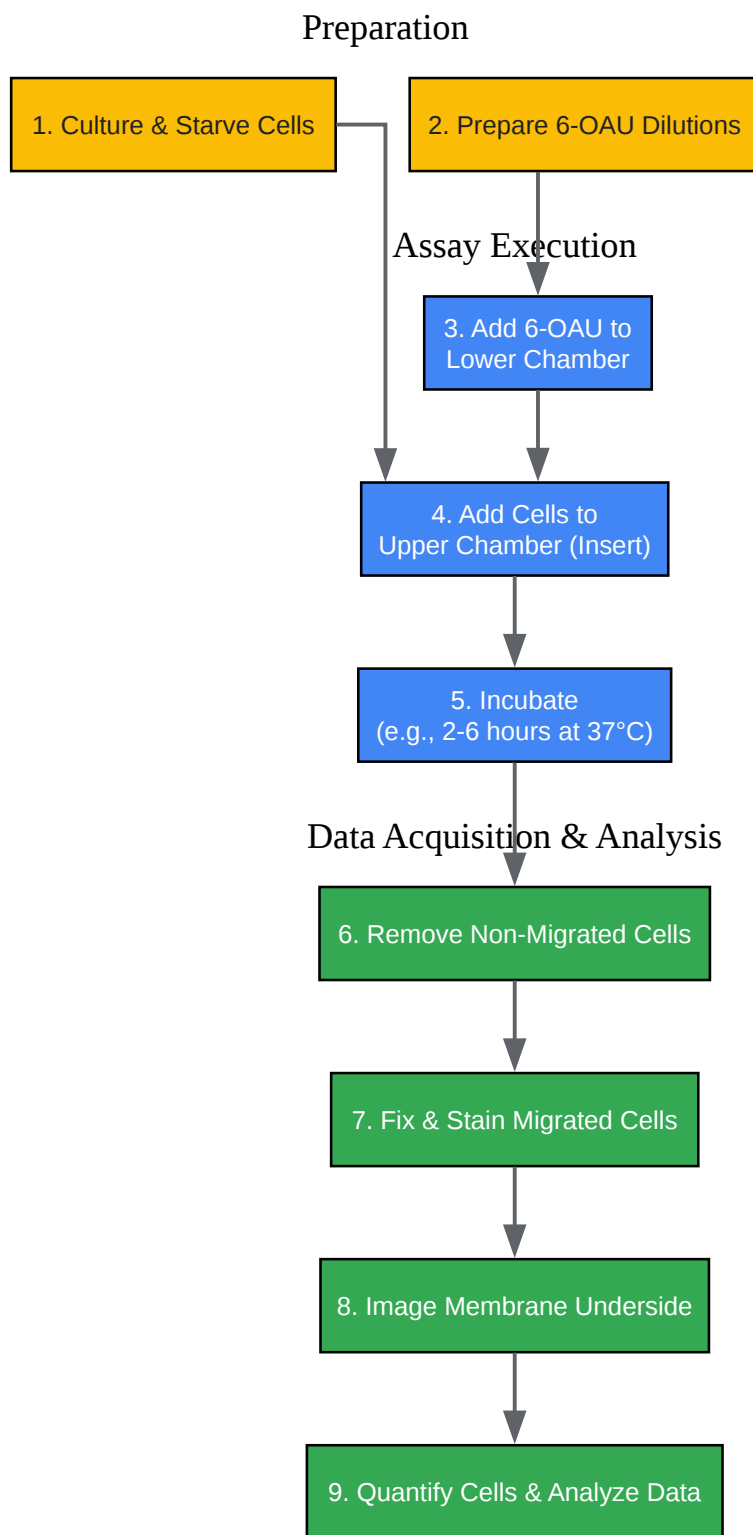 Preparation
1. Culture & Starve Cells
2. Prepare 6-OAU Dilutions
Assay Execution
3. Add 6-OAU to
Lower Chamber
4. Add Cells to
Upper Chamber (Insert)
5. Incubate
(e.g., 2-6 hours at 37°C)
Data Acquisition & Analysis
6. Remove Non-Migrated Cells
7. Fix & Stain Migrated Cells
8. Image Membrane Underside
9. Quantify Cells & Analyze Data